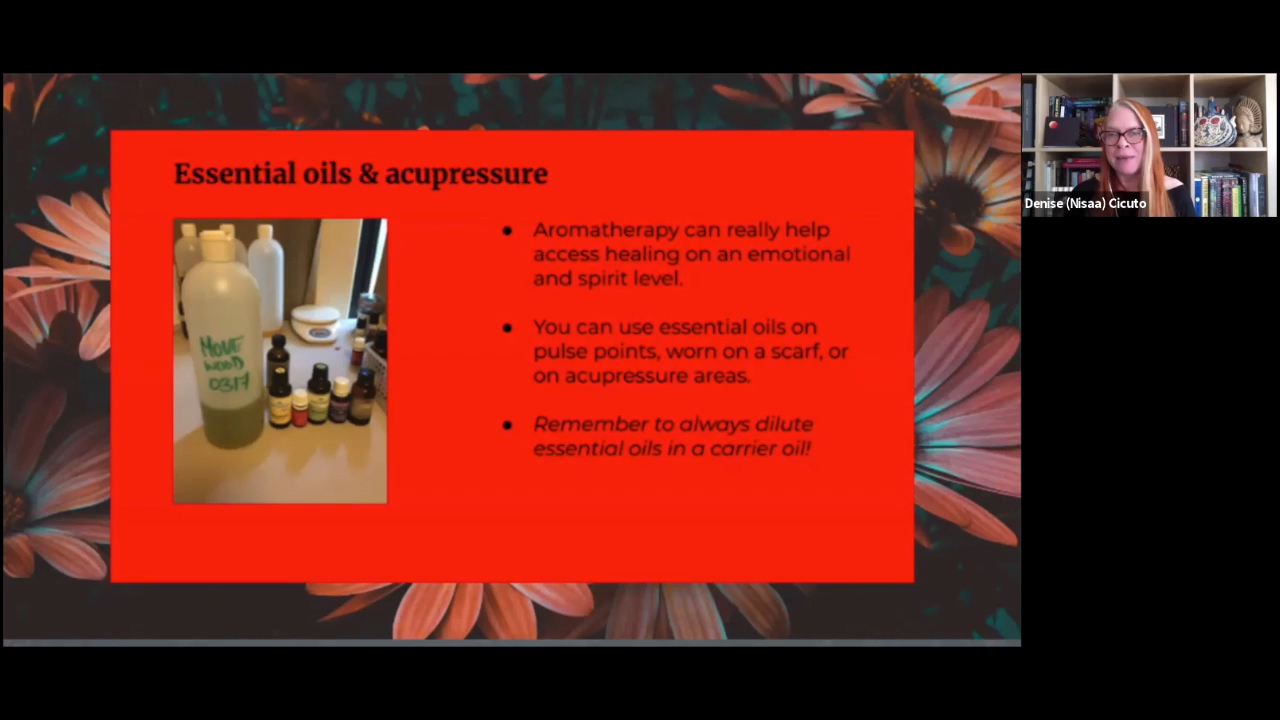 Essential oils & acupressure
MOVE
WOOD
0317
● Aromatherapy can really help
access healing on an emotional
and spirit level.
● You can use essential oils on
pulse points, worn on a scarf, or
on acupressure areas.
● Remember to always dilute
essential oils in a carrier oil!
Denise (Nisaa) Cicuto